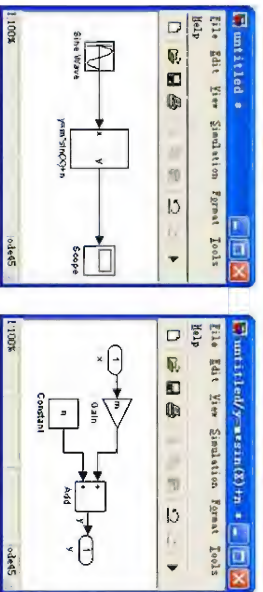 untitled *
File Edit View Simulation Format Tools
Help
Sine Wave
x
y
y=m*sin(X)+n
Scope
100%
ode45
untitled/y=m*sin(X)+n *
File Edit View Simulation Format Tools
Help
1
x
m
Gain
n
Constant
+
+
Add
y
1
y
100%
ode45